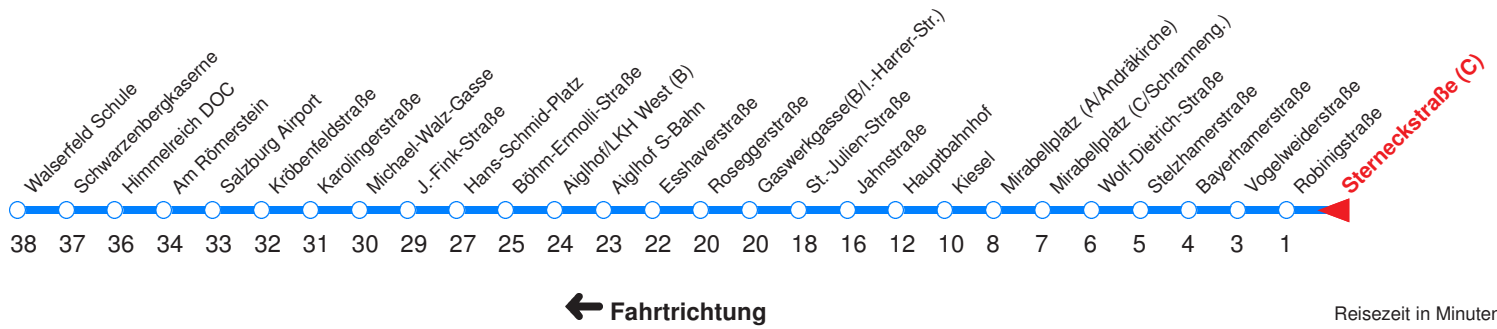 Walserfeld Schule
Schwarzenbergkaserne
Himmelreich DOC
Am Römerstein
Salzburg Airport
Kröbenfeldstraße
Karolingerstraße
Michael-Walz-Gasse
J.-Fink-Straße
Hans-Schmid-Platz
Böhm-Ermolli-Straße
Aiglhof/LKH West (B)
Aiglhof S-Bahn
Esshaverstraße
Roseggerstraße
Gaswerkgasse(B/I.-Harrer-Str.)
St.-Julien-Straße
Jahnstraße
Hauptbahnhof
Kiesel
Mirabellplatz (A/Andräkirche)
Mirabellplatz (C/Schranneng.)
Wolf-Dietrich-Straße
Stelzhamerstraße
Bayerhamerstraße
Vogelweiderstraße
Robinigstraße
Sterneckstraße (C)
38 37 36 34 33 32 31 30 29 27 25 24 23 22 20 20 18 16 12 10 8 7 6 5 4 3 1
Fahrtrichtung
Reisezeit in Minuter